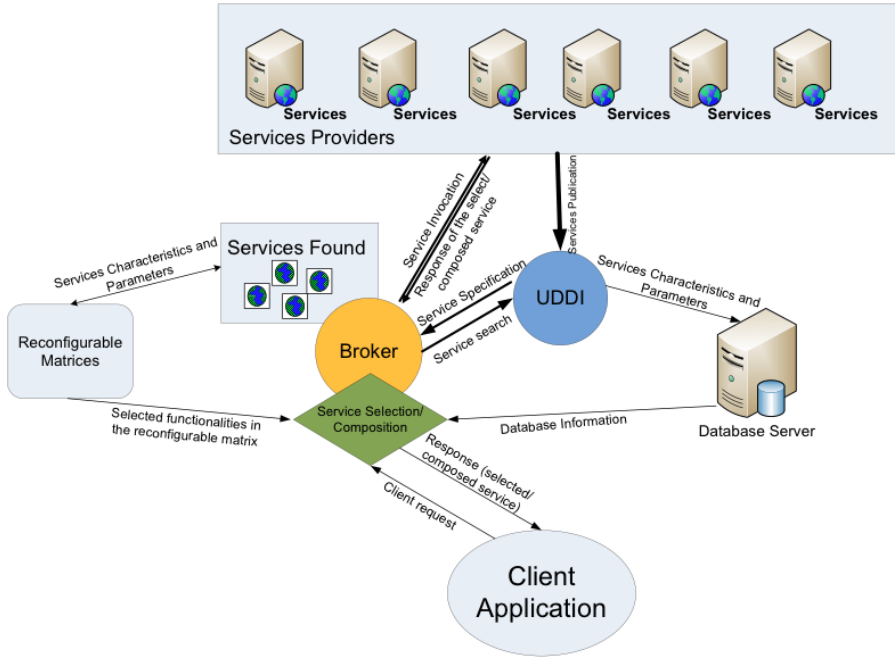 Services
Services
Services
Services
Services
Services
Services Providers
Service Invocation
Response of the select/
composed service
Services Publication
Services Found
Services Characteristics and
Parameters
Service Specification
Service search
UDDI
Services Characteristics and
Parameters
Reconfigurable
Matrices
Broker
Service Selection/
Composition
Selected functionalities in
the reconfigurable matrix
Database Information
Database Server
Response (selected/
composed service)
Client request
Client
Application